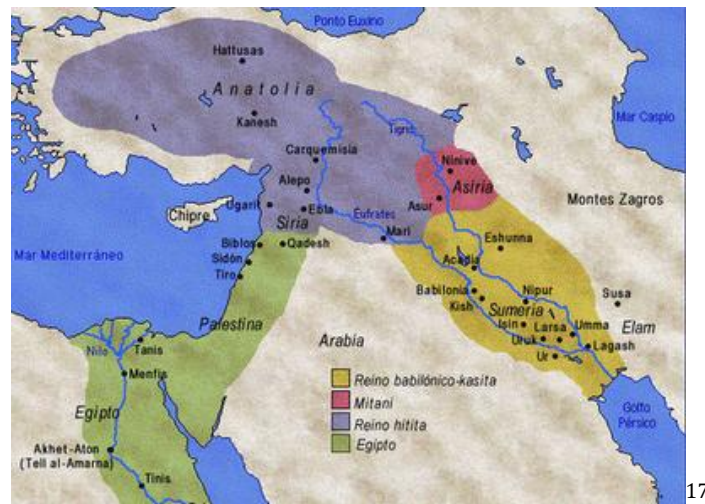 Ponto Euxino
Hattusas
Anatolia
Kanesh
Mar Caspio
Tigris
Carquemisia
Ninive
Asiria
Montes Zagros
Alepo
Asur
Ugarit
Ebla
Chipre
Siria
Éufrates
Mari
Eshunna
Biblos
Qadesh
Mar Mediterráneo
Sidón
Acadia
Tiro
Babilonia
Kish
Nipur
Susa
Sumeria
Palestina
Isin
Larsa
Umma
Elam
Uruk
Lagash
Ur
Arabia
Nilo
Tanis
Menfis
Reino babilónico-kasita
Mitani
Reino hitita
Egipto
Egipto
Golfo
Pérsico
Akhet-Aton
(Tell al-Amarna)
Tinis
17